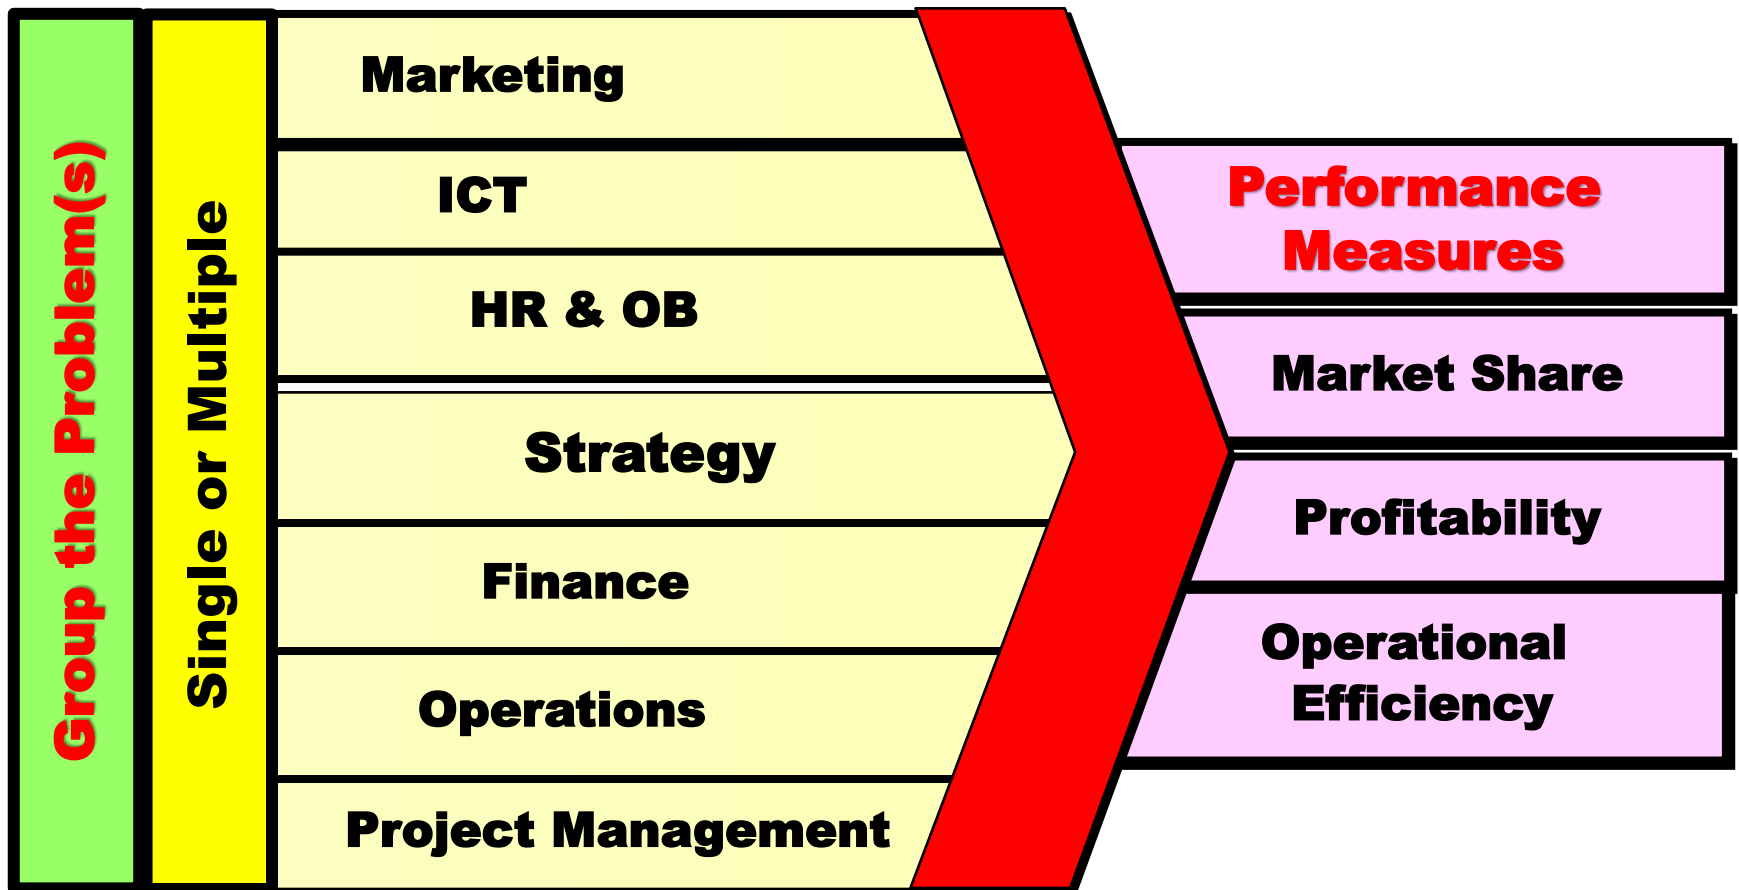 Group the Problem(s)
Single or Multiple
Marketing
ICT
HR & OB
Strategy
Finance
Operations
Project Management
Performance
Measures
Market Share
Profitability
Operational
Efficiency